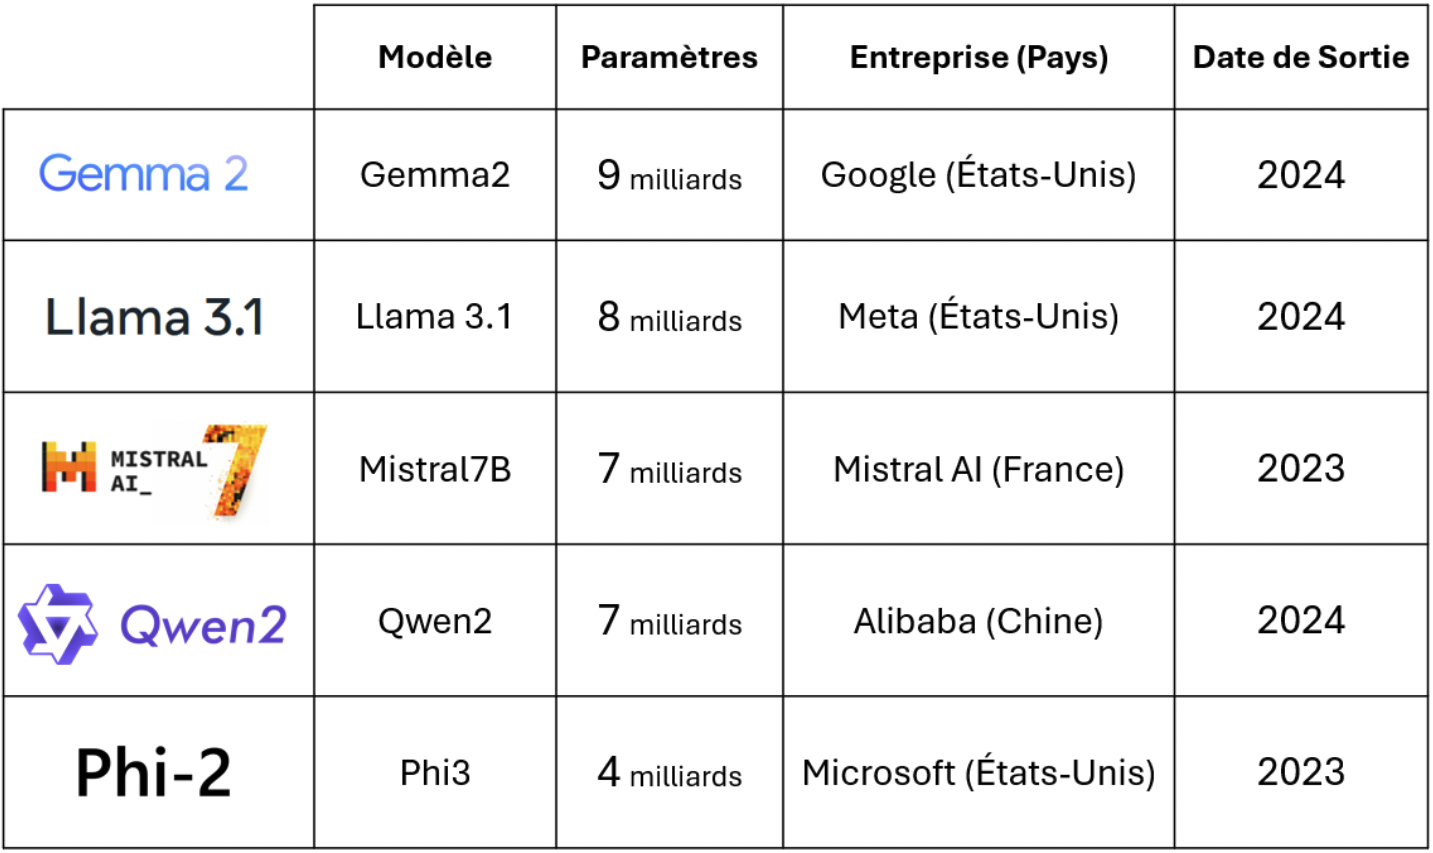 Modèle Paramètres Entreprise (Pays) Date de Sortie
Gemma 2 Gemma2 9 milliards Google (États-Unis) 2024
Llama 3.1 Llama 3.1 8 milliards Meta (États-Unis) 2024
MISTRAL AI_ 7 Mistral7B 7 milliards Mistral AI (France) 2023
Qwen2 Qwen2 7 milliards Alibaba (Chine) 2024
Phi-2 Phi3 4 milliards Microsoft (États-Unis) 2023